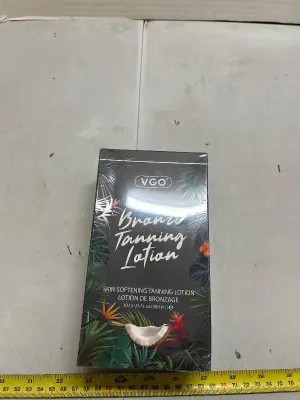 VGO
Bronze
Tanning
Lotion
SKIN SOFTENING TANNING LOTION
LOTION DE BRONZAGE